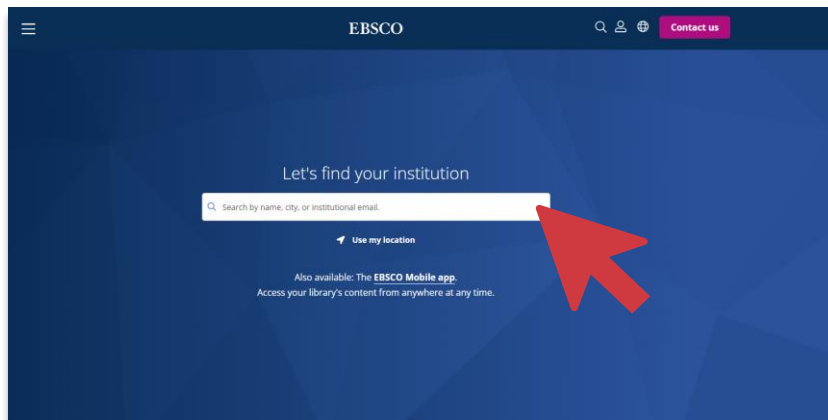 EBSCO
Contact us
Let's find your institution
Search by name, city, or institutional email.
Use my location
Also available: The EBSCO Mobile app.
Access your library's content from anywhere at any time.